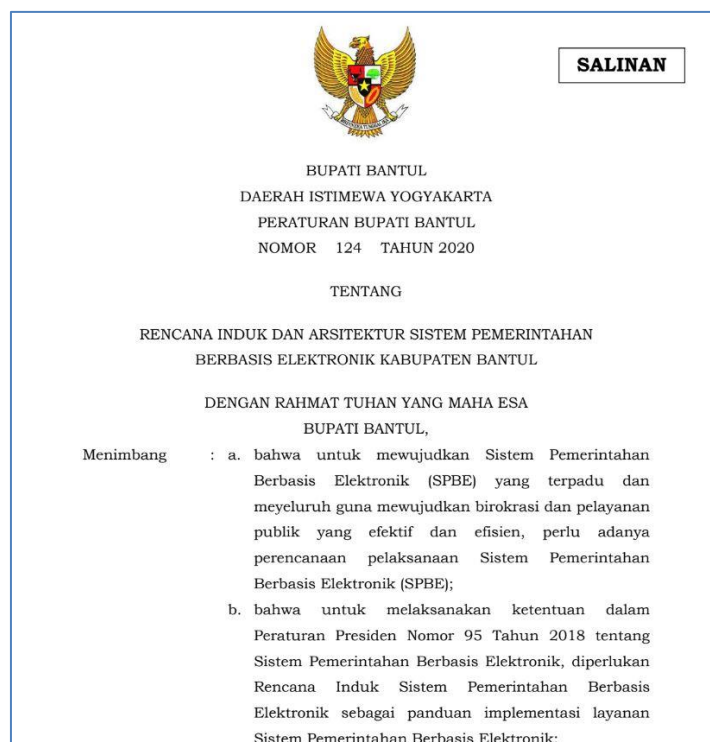 SALINAN
BUPATI BANTUL
DAERAH ISTIMEWA YOGYAKARTA
PERATURAN BUPATI BANTUL
NOMOR 124 TAHUN 2020
TENTANG
RENCANA INDUK DAN ARSITEKTUR SISTEM PEMERINTAHAN
BERBASIS ELEKTRONIK KABUPATEN BANTUL
DENGAN RAHMAT TUHAN YANG MAHA ESA
BUPATI BANTUL,
Menimbang : a. bahwa untuk mewujudkan Sistem Pemerintahan
Berbasis Elektronik (SPBE) yang terpadu dan
meyeluruh guna mewujudkan birokrasi dan pelayanan
publik yang efektif dan efisien, perlu adanya
perencanaan pelaksanaan Sistem Pemerintahan
Berbasis Elektronik (SPBE);
b. bahwa untuk melaksanakan ketentuan dalam
Peraturan Presiden Nomor 95 Tahun 2018 tentang
Sistem Pemerintahan Berbasis Elektronik, diperlukan
Rencana Induk Sistem Pemerintahan Berbasis
Elektronik sebagai panduan implementasi layanan
Sistem Pemerintahan Berbasis Elektronik;